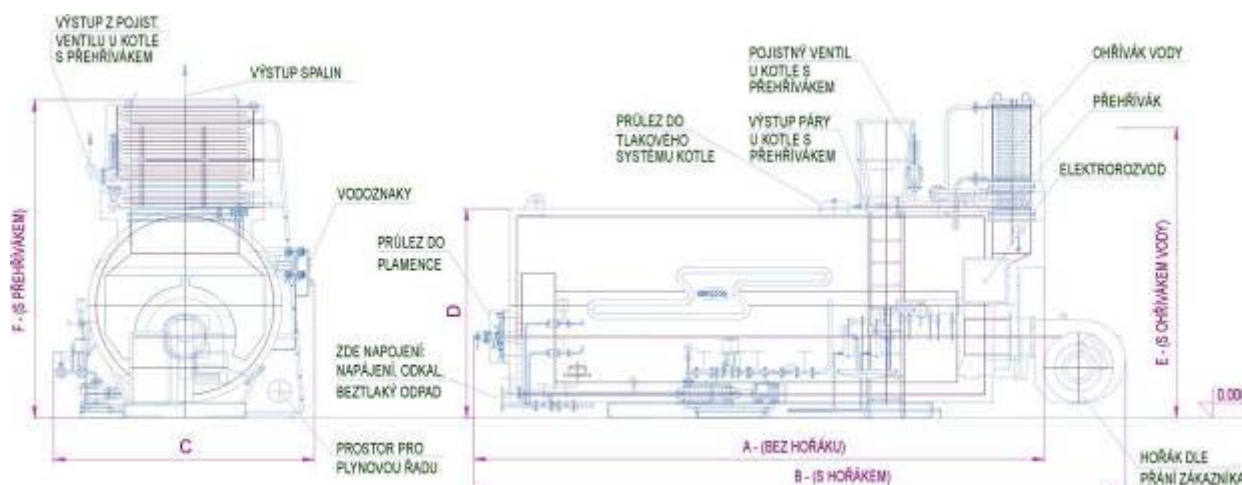 VÝSTUP Z POJIST.
VENTILU U KOTLE
S PŘEHŘÍVÁKEM
VÝSTUP SPALIN
F - (S PŘEHŘÍVÁKEM)
VODOZNAKY
PRŮLEZ DO
PLAMENCE
ZDE NAPOJENÍ:
NAPÁJENÍ, ODKAL,
BEZTLAKÝ ODPAD
PROSTOR PRO
PLYNOVOU ŘADU
C
D
PRŮLEZ DO
TLAKOVÉHO
SYSTÉMU KOTLE
POJISTNÝ VENTIL
U KOTLE S
PŘEHŘÍVÁKEM
VÝSTUP PÁRY
U KOTLE S
PŘEHŘÍVÁKEM
OHŘÍVÁK VODY
PŘEHŘÍVÁK
ELEKTROROZVOD
E - (S OHŘÍVÁKEM VODY)
A - (BEZ HOŘÁKU)
B - (S HOŘÁKEM)
HOŘÁK DLE
PŘÁNÍ ZÁKAZNÍKA